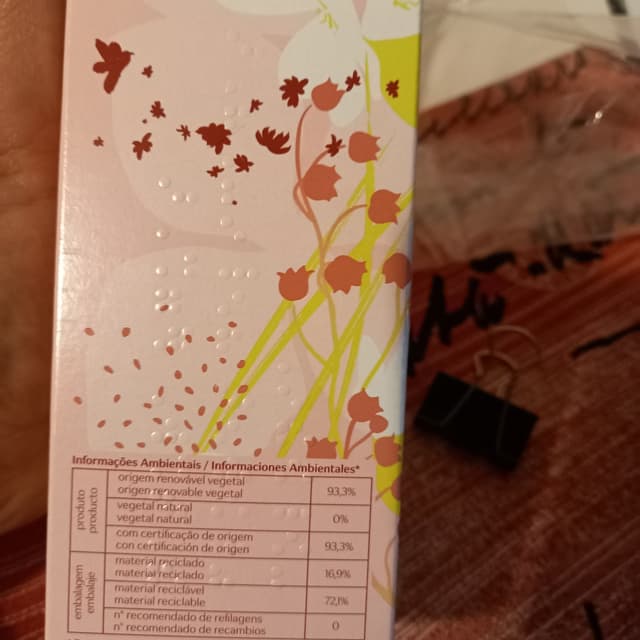 Informações Ambientais / Informaciones Ambientales*
produto
producto
origem renovável vegetal
origen renovable vegetal
93,3%
vegetal natural
vegetal natural
0%
com certificação de origem
con certificación de origen
93,3%
embalagem
embalaje
material reciclado
material reciclado
16,9%
material reciclável
material reciclable
72,1%
n° recomendado de refilagens
n° recomendado de recambios
0